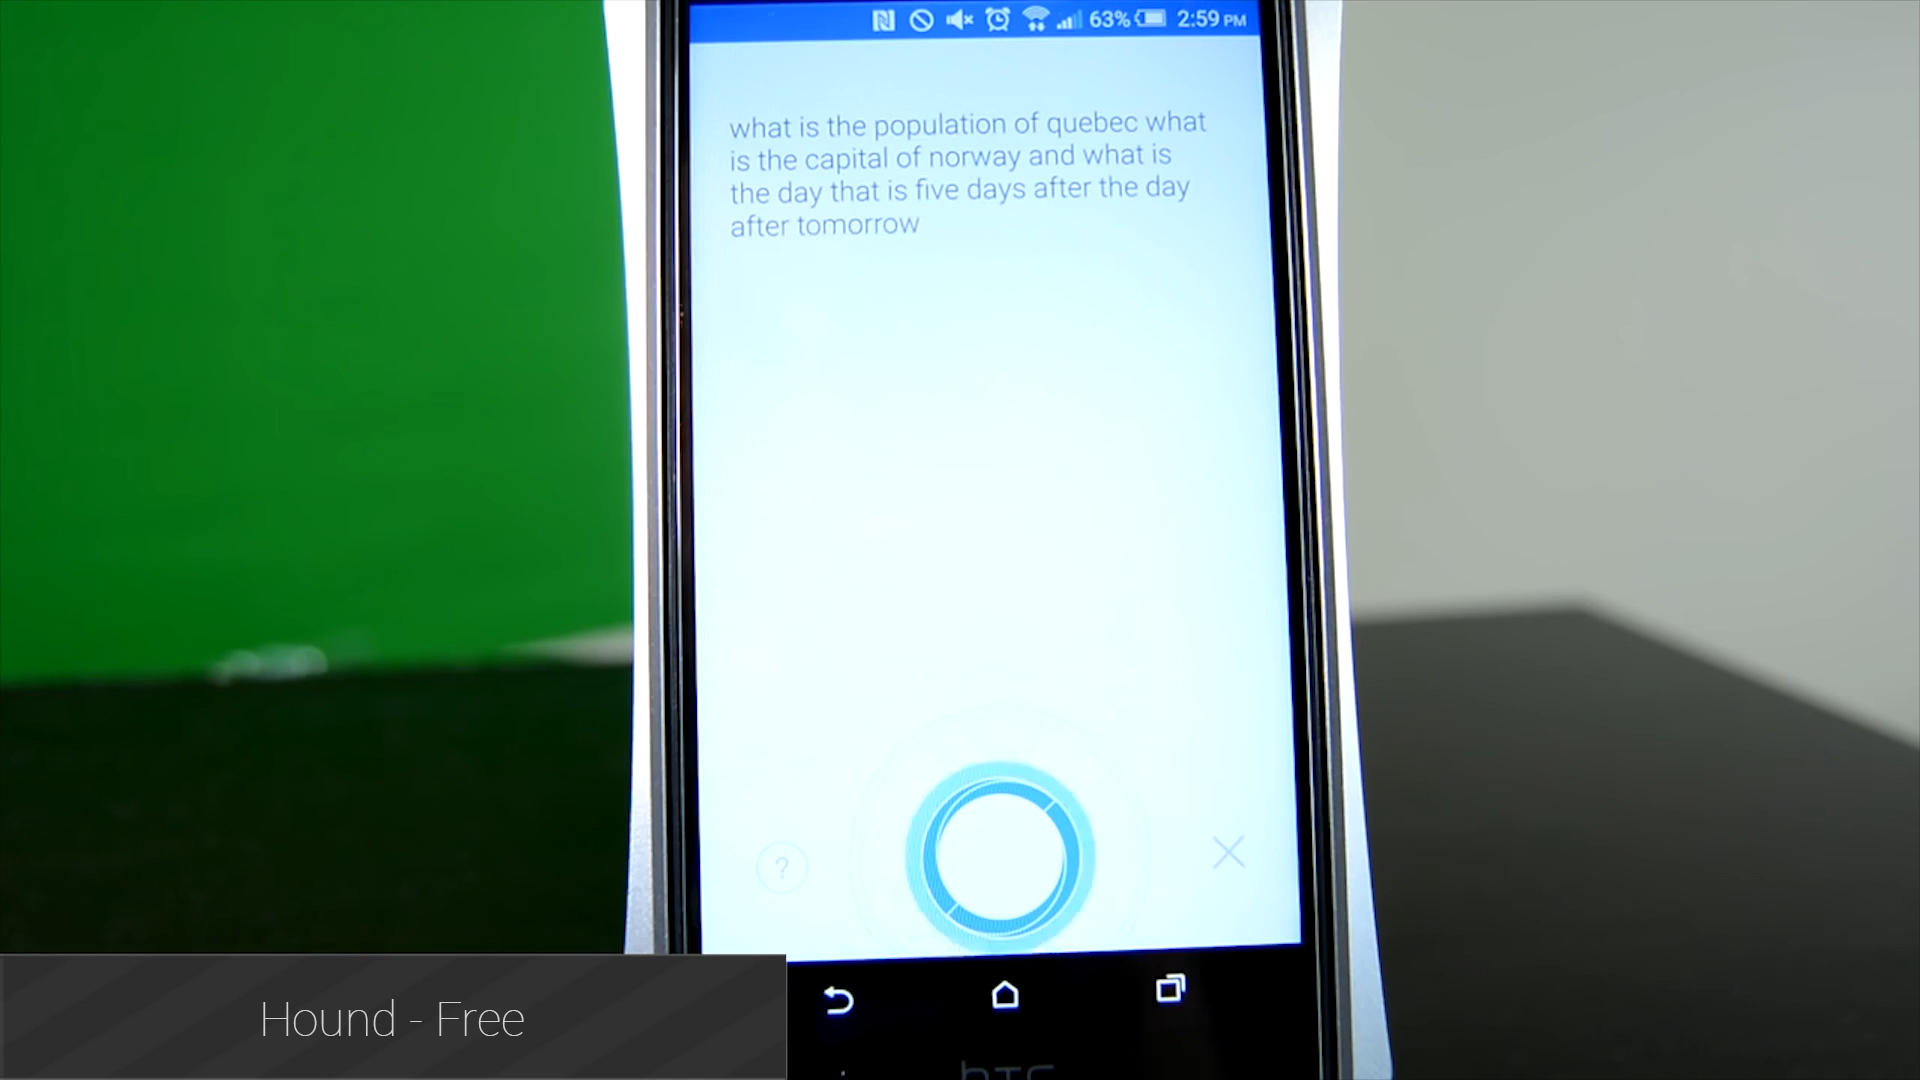 63% 2:59 PM
what is the population of quebec what
is the capital of norway and what is
the day that is five days after the day
after tomorrow
?
Hound - Free
hTC